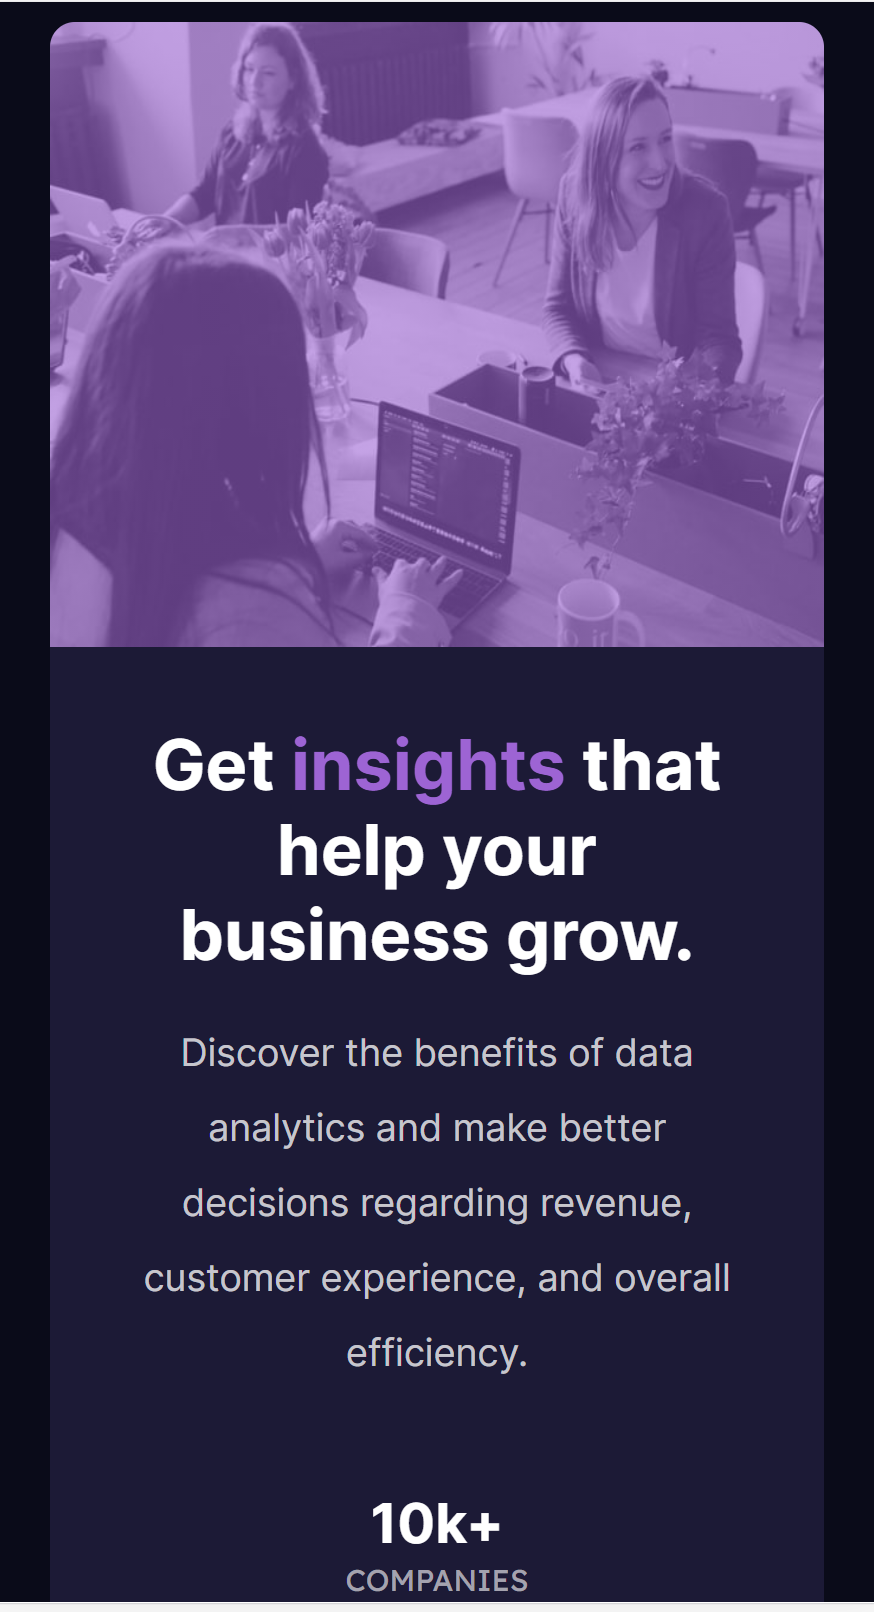 Get insights that
help your
business grow.
Discover the benefits of data
analytics and make better
decisions regarding revenue,
customer experience, and overall
efficiency.
10k+
COMPANIES